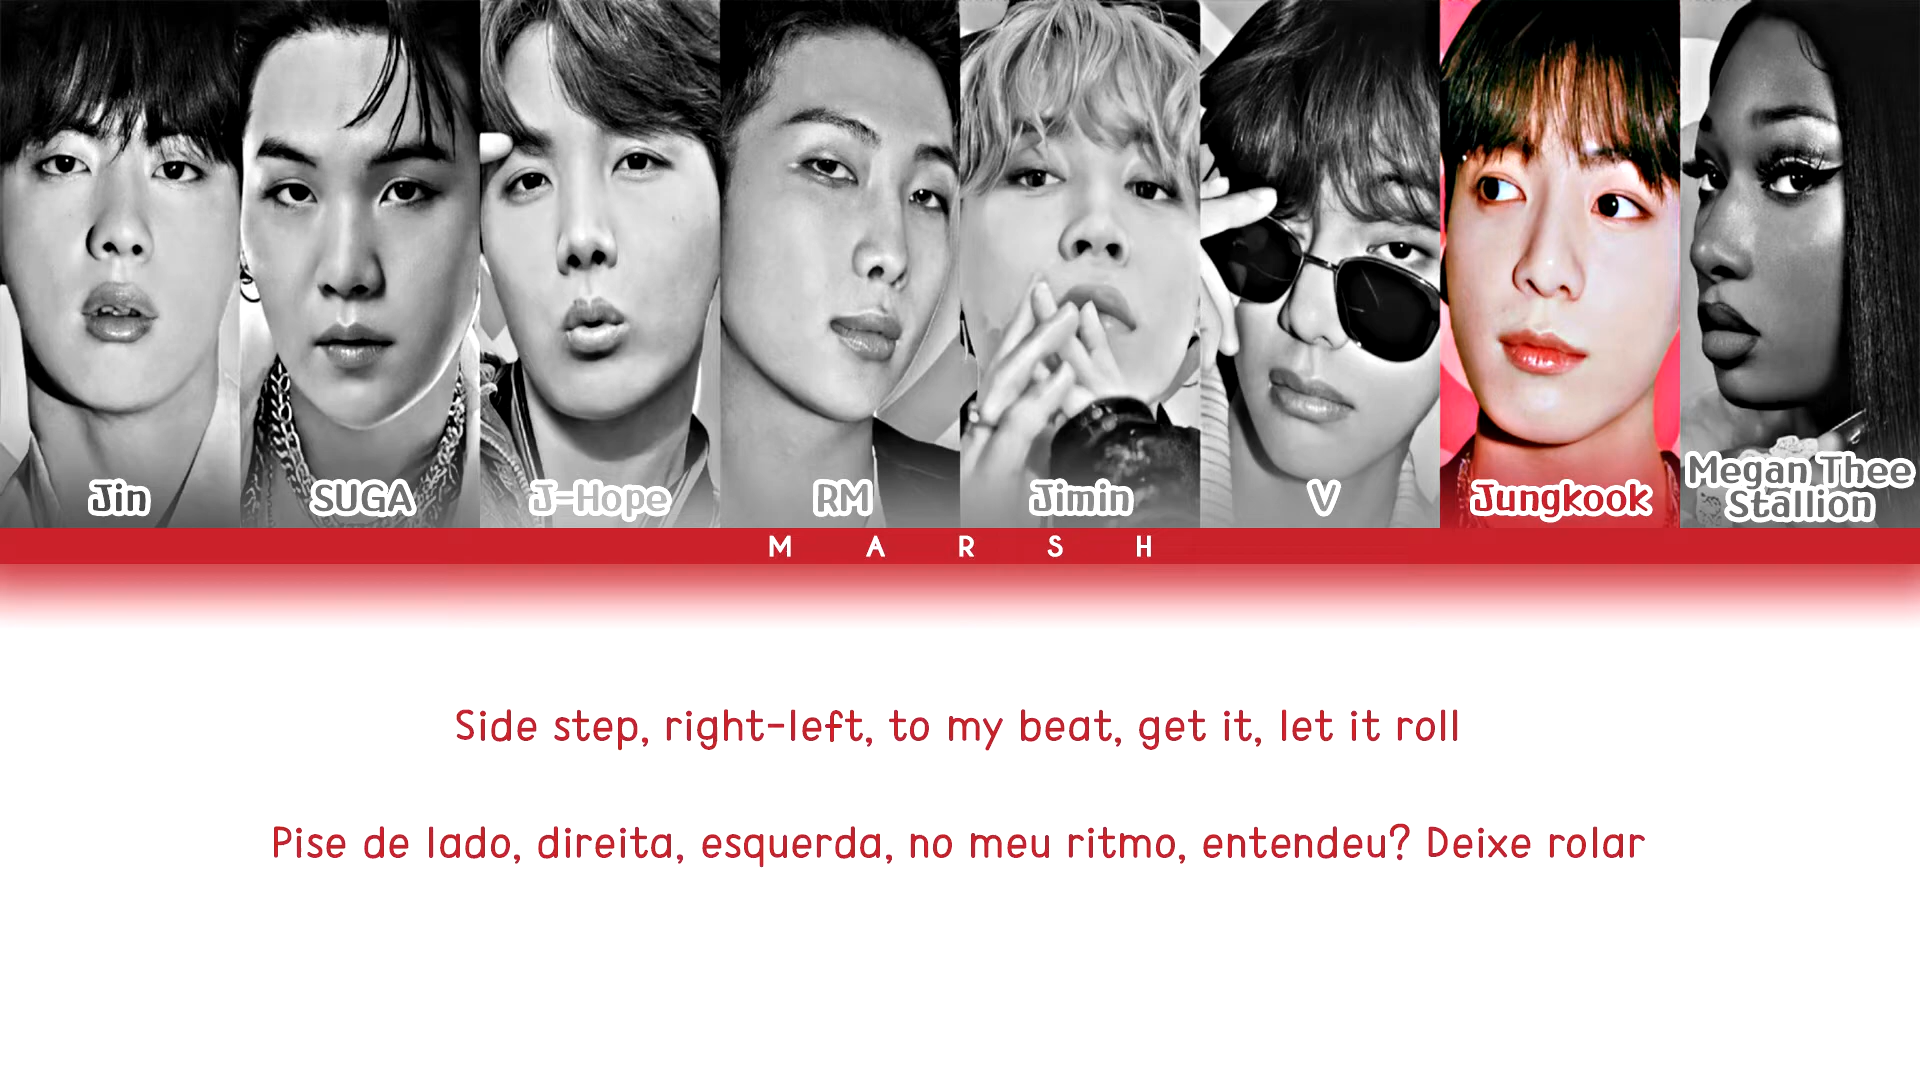 Jin
SUGA
J-Hope
RM
Jimin
V
Jungkook
Megan Thee
Stallion
M A R S H
Side step, right-left, to my beat, get it, let it roll
Pise de lado, direita, esquerda, no meu ritmo, entendeu? Deixe rolar